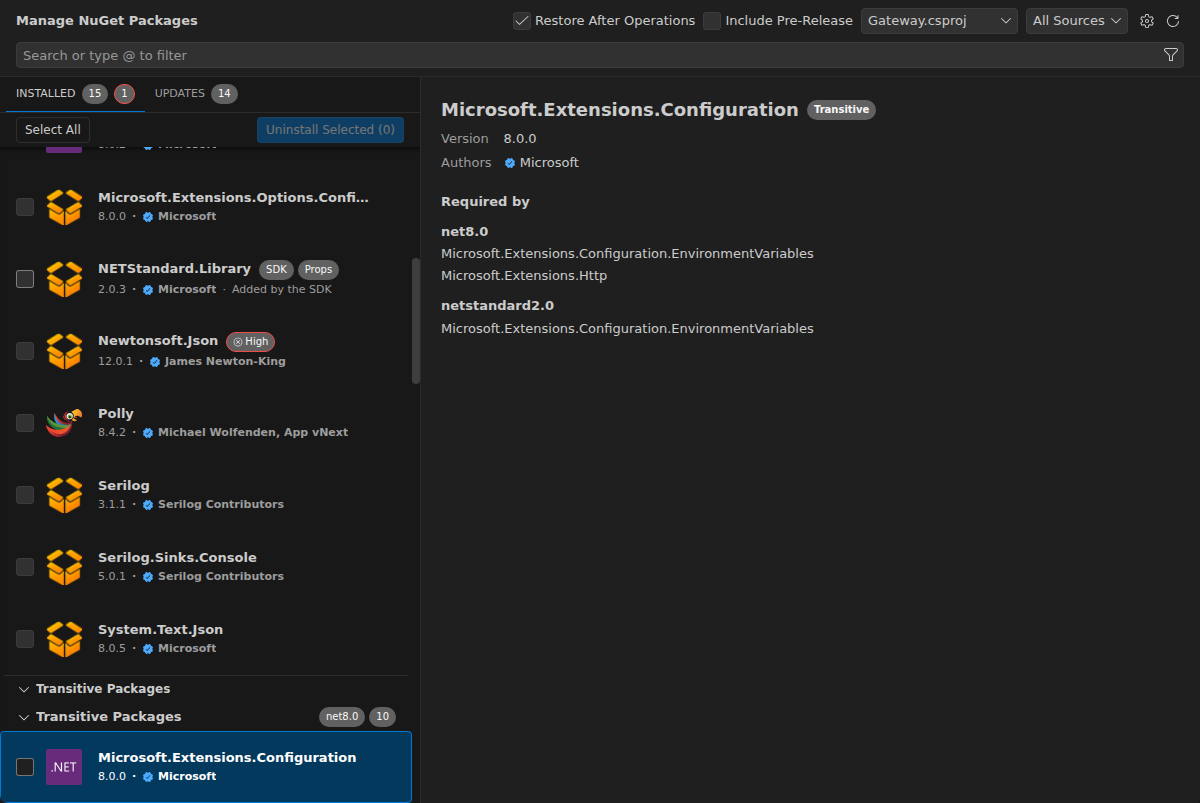 Manage NuGet Packages
Restore After Operations
Include Pre-Release
Gateway.csproj
All Sources
Search or type @ to filter
INSTALLED 15 1 UPDATES 14
Select All
Uninstall Selected (0)
Microsoft
Microsoft.Extensions.Options.Confi…
8.0.0 · Microsoft
NETStandard.Library SDK Props
2.0.3 · Microsoft · Added by the SDK
Newtonsoft.Json High
12.0.1 · James Newton-King
Polly
8.4.2 · Michael Wolfenden, App vNext
Serilog
3.1.1 · Serilog Contributors
Serilog.Sinks.Console
5.0.1 · Serilog Contributors
System.Text.Json
8.0.5 · Microsoft
Transitive Packages
Transitive Packages net8.0 10
.NET
Microsoft.Extensions.Configuration
8.0.0 · Microsoft
Microsoft.Extensions.Configuration Transitive
Version 8.0.0
Authors Microsoft
Required by
net8.0
Microsoft.Extensions.Configuration.EnvironmentVariables
Microsoft.Extensions.Http
netstandard2.0
Microsoft.Extensions.Configuration.EnvironmentVariables